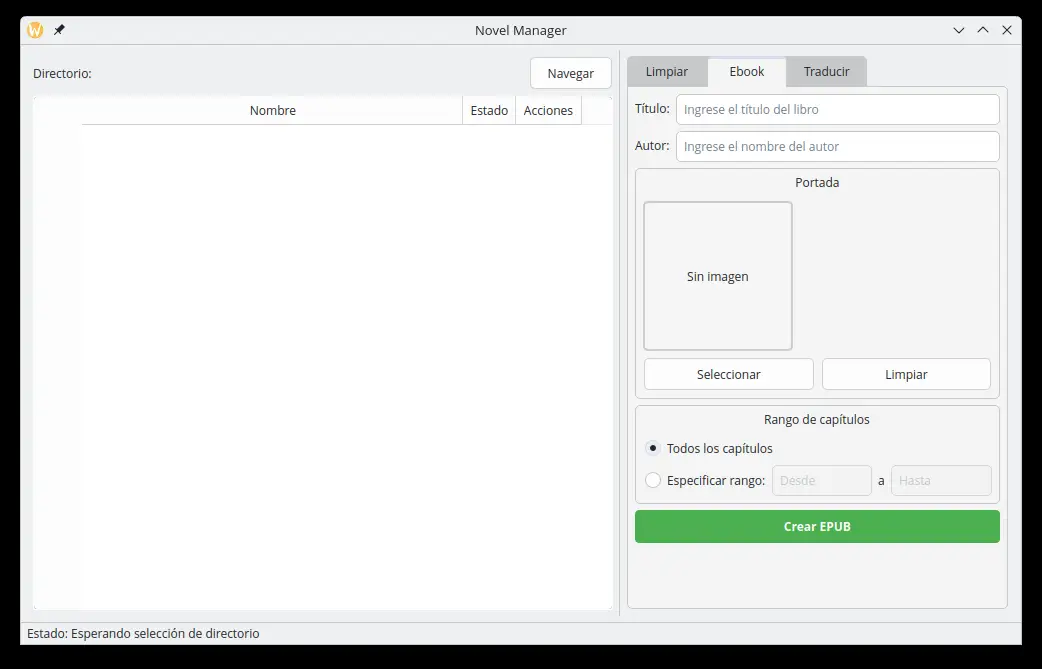 Novel Manager
Directorio:
Navegar
Nombre
Estado
Acciones
Limpiar
Ebook
Traducir
Título:
Ingrese el título del libro
Autor:
Ingrese el nombre del autor
Portada
Sin imagen
Seleccionar
Limpiar
Rango de capítulos
Todos los capítulos
Especificar rango:
Desde
a
Hasta
Crear EPUB
Estado: Esperando selección de directorio